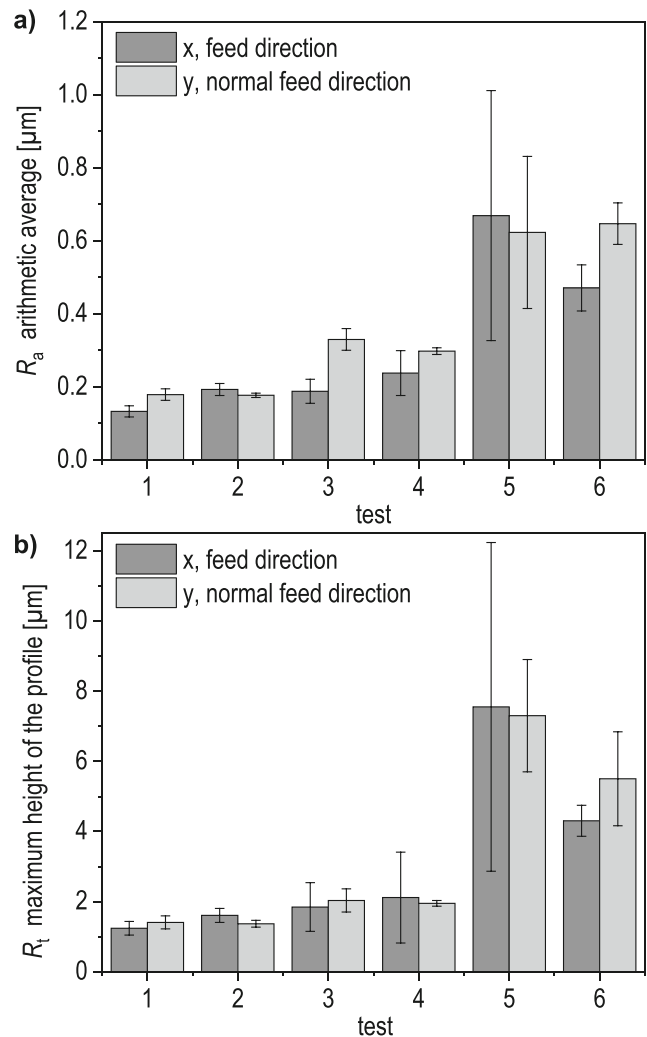 a)
1.2
1.0
0.8
0.6
0.4
0.2
0.0
R_a arithmetic average [µm]
x, feed direction
y, normal feed direction
1 2 3 4 5 6
test
b)
12
10
8
6
4
2
0
R_t maximum height of the profile [µm]
x, feed direction
y, normal feed direction
1 2 3 4 5 6
test